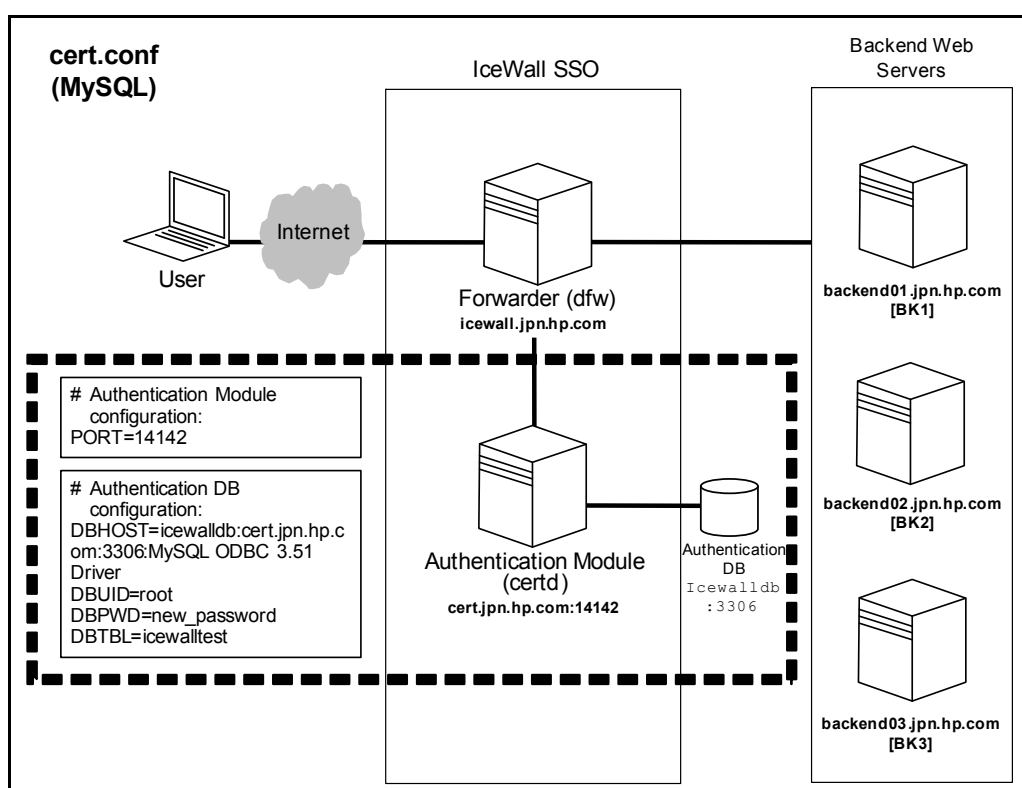 cert.conf
(MySQL)
IceWall SSO
Backend Web
Servers
Internet
User
Forwarder (dfw)
icewall.jpn.hp.com
backend01.jpn.hp.com
[BK1]
# Authentication Module
configuration:
PORT=14142
# Authentication DB
configuration:
DBHOST=icewalldb:cert.jpn.hp.c
om:3306:MySQL ODBC 3.51
Driver
DBUID=root
DBPWD=new_password
DBTBL=icewalltest
Authentication Module
(certd)
cert.jpn.hp.com:14142
Authentication
DB
Icewalldb
:3306
backend02.jpn.hp.com
[BK2]
backend03.jpn.hp.com
[BK3]